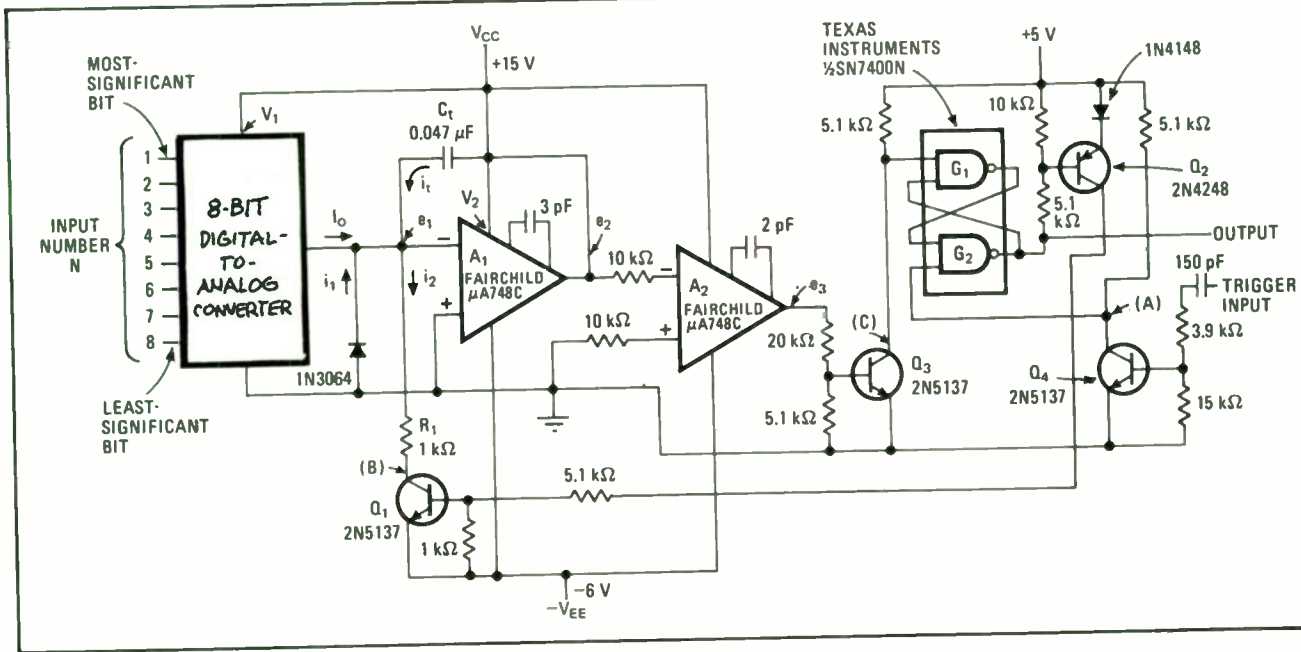 MOST-
SIGNIFICANT
BIT
INPUT
NUMBER
N
1
2
3
4
5
6
7
8
LEAST-
SIGNIFICANT
BIT
V1
8-BIT
DIGITAL-
TO-
ANALOG
CONVERTER
VCC
+15 V
Ct
0.047 µF
it
Io
e1
i1
i2
1N3064
V2
3 pF
−
A1
FAIRCHILD
µA748C
+
e2
10 kΩ
10 kΩ
2 pF
−
A2
FAIRCHILD
µA748C
+
e3
R1
1 kΩ
(B)
Q1
2N5137
1 kΩ
5.1 kΩ
−6 V
−VEE
20 kΩ
5.1 kΩ
(C)
Q3
2N5137
TEXAS
INSTRUMENTS
½SN7400N
5.1 kΩ
G1
G2
+5 V
10 kΩ
5.1
kΩ
1N4148
5.1 kΩ
Q2
2N4248
OUTPUT
150 pF
TRIGGER
INPUT
(A)
3.9 kΩ
Q4
2N5137
15 kΩ